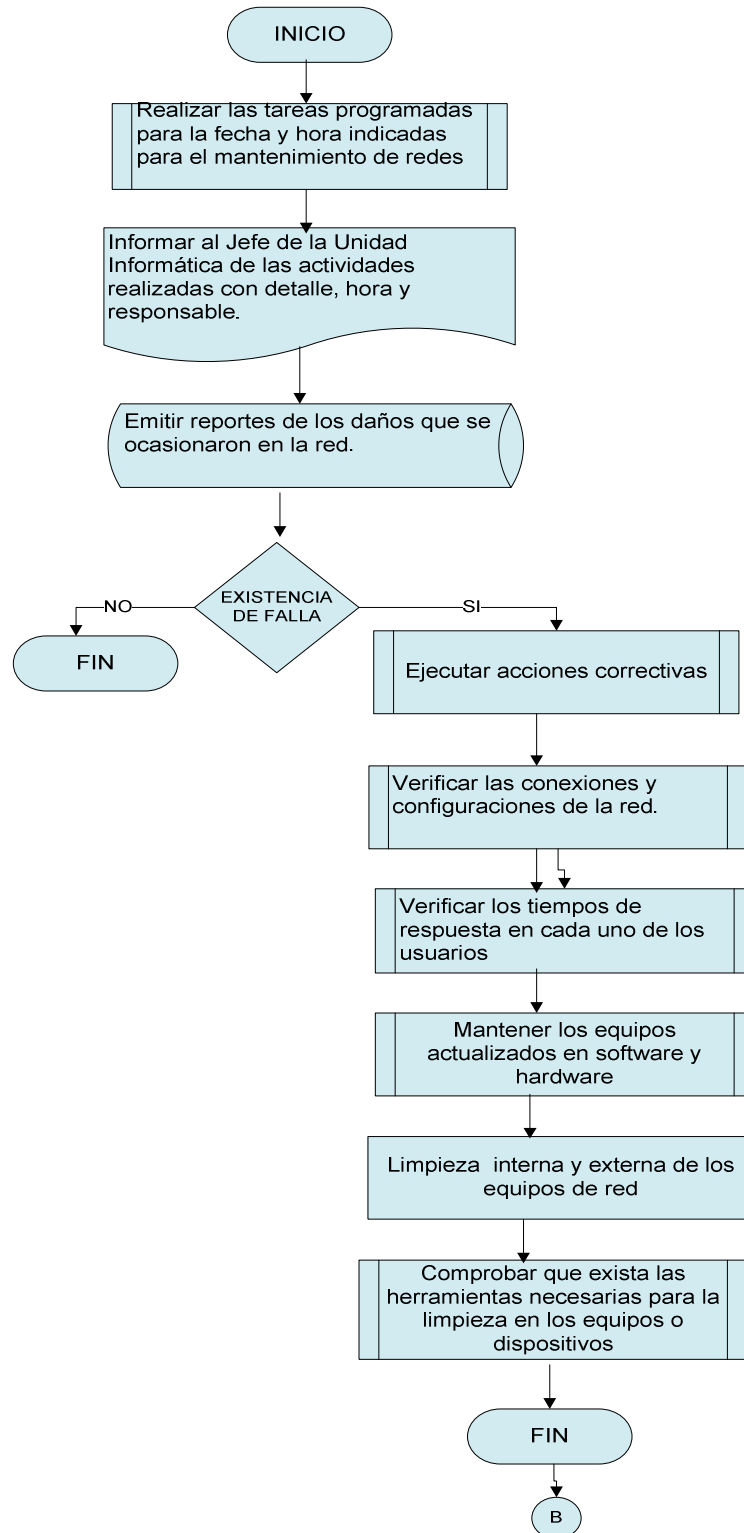 INICIO
Realizar las tareas programadas
para la fecha y hora indicadas
para el mantenimiento de redes
Informar al Jefe de la Unidad
Informática de las actividades
realizadas con detalle, hora y
responsable.
Emitir reportes de los daños que se
ocasionaron en la red.
EXISTENCIA
DE FALLA
NO
SI
FIN
Ejecutar acciones correctivas
Verificar las conexiones y
configuraciones de la red.
Verificar los tiempos de
respuesta en cada uno de los
usuarios
Mantener los equipos
actualizados en software y
hardware
Limpieza interna y externa de los
equipos de red
Comprobar que exista las
herramientas necesarias para la
limpieza en los equipos o
dispositivos
FIN
B